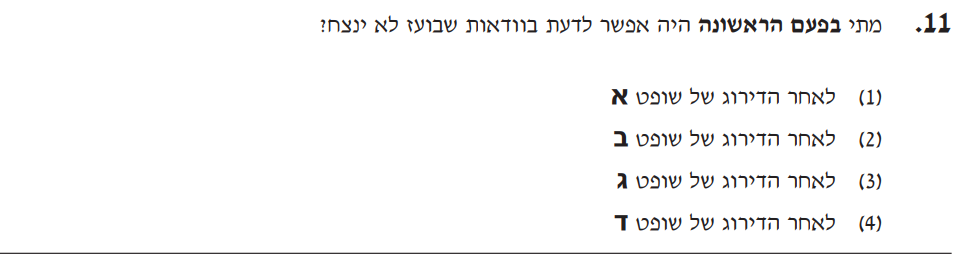 11. מתי בפעם הראשונה היה אפשר לדעת בוודאות שבועז לא ינצח?
(1) לאחר הדירוג של שופט א
(2) לאחר הדירוג של שופט ב
(3) לאחר הדירוג של שופט ג
(4) לאחר הדירוג של שופט ד